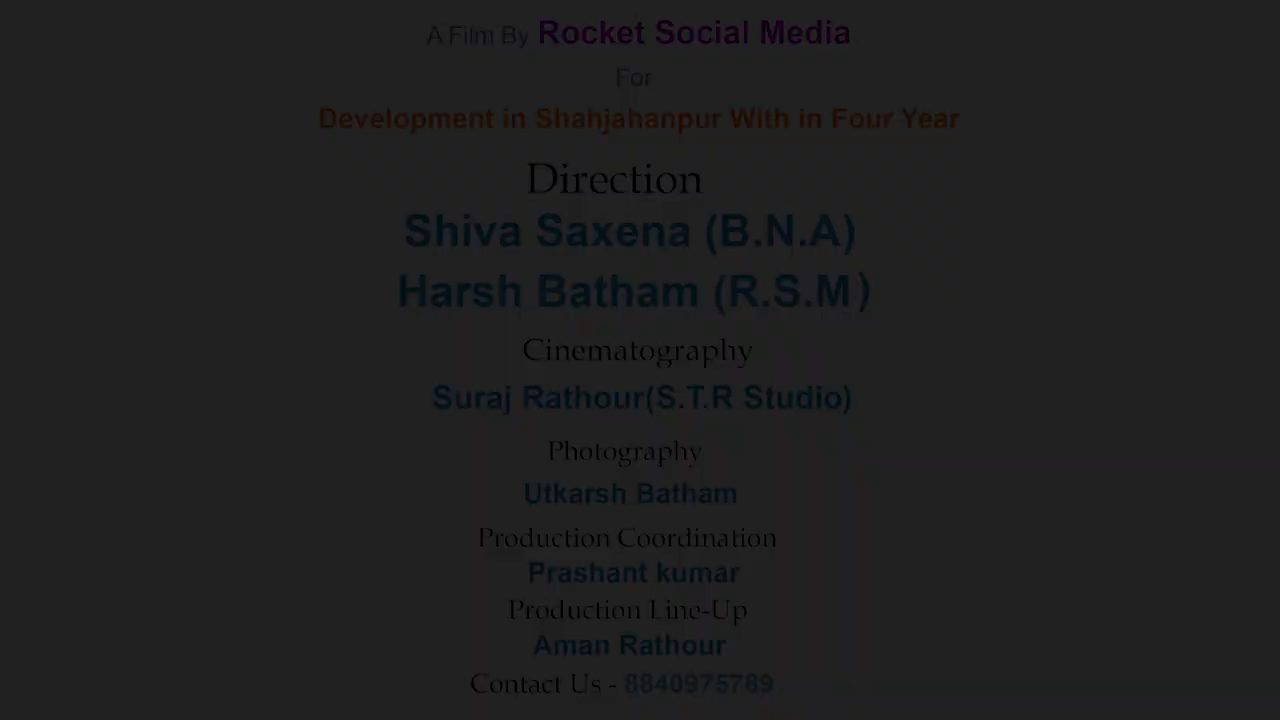 A Film By Rocket Social Media
For
Development in Shahjahanpur With in Four Year
Direction
Shiva Saxena (B.N.A)
Harsh Batham (R.S.M)
Cinematography
Suraj Rathour(S.T.R Studio)
Photography
Utkarsh Batham
Production Coordination
Prashant kumar
Production Line-Up
Aman Rathour
Contact Us - 8840975789